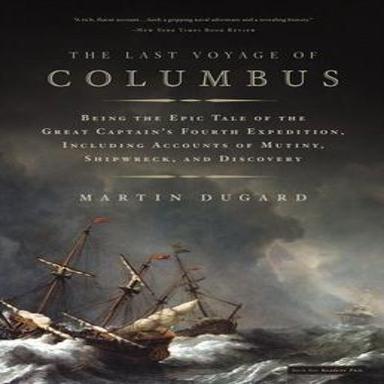 "A rich, fluent account.... Such a gripping naval adventure and a revealing history."
—New York Times Book Review
THE LAST VOYAGE OF
COLUMBUS
Being the Epic Tale of the
Great Captain's Fourth Expedition,
Including Accounts of Mutiny,
Shipwreck, and Discovery
MARTIN DUGARD